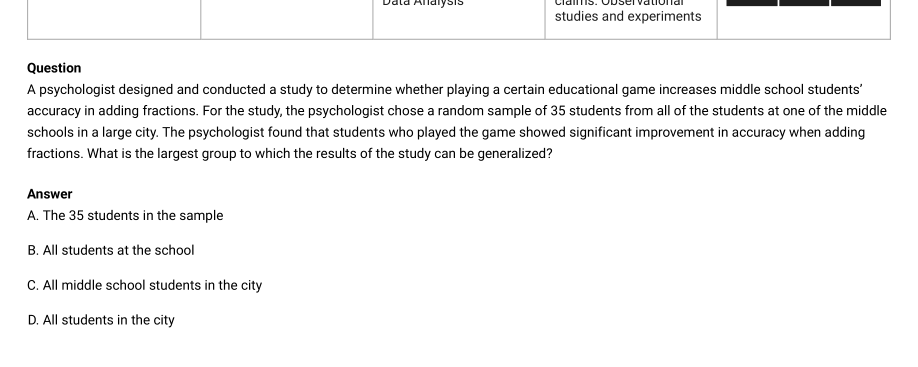 Data Analysis
claims: Observational
studies and experiments
Question
A psychologist designed and conducted a study to determine whether playing a certain educational game increases middle school students’
accuracy in adding fractions. For the study, the psychologist chose a random sample of 35 students from all of the students at one of the middle
schools in a large city. The psychologist found that students who played the game showed significant improvement in accuracy when adding
fractions. What is the largest group to which the results of the study can be generalized?
Answer
A. The 35 students in the sample
B. All students at the school
C. All middle school students in the city
D. All students in the city